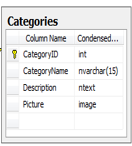 Categories
Column Name Condensed...
CategoryID int
CategoryName nvarchar(15)
Description ntext
Picture image